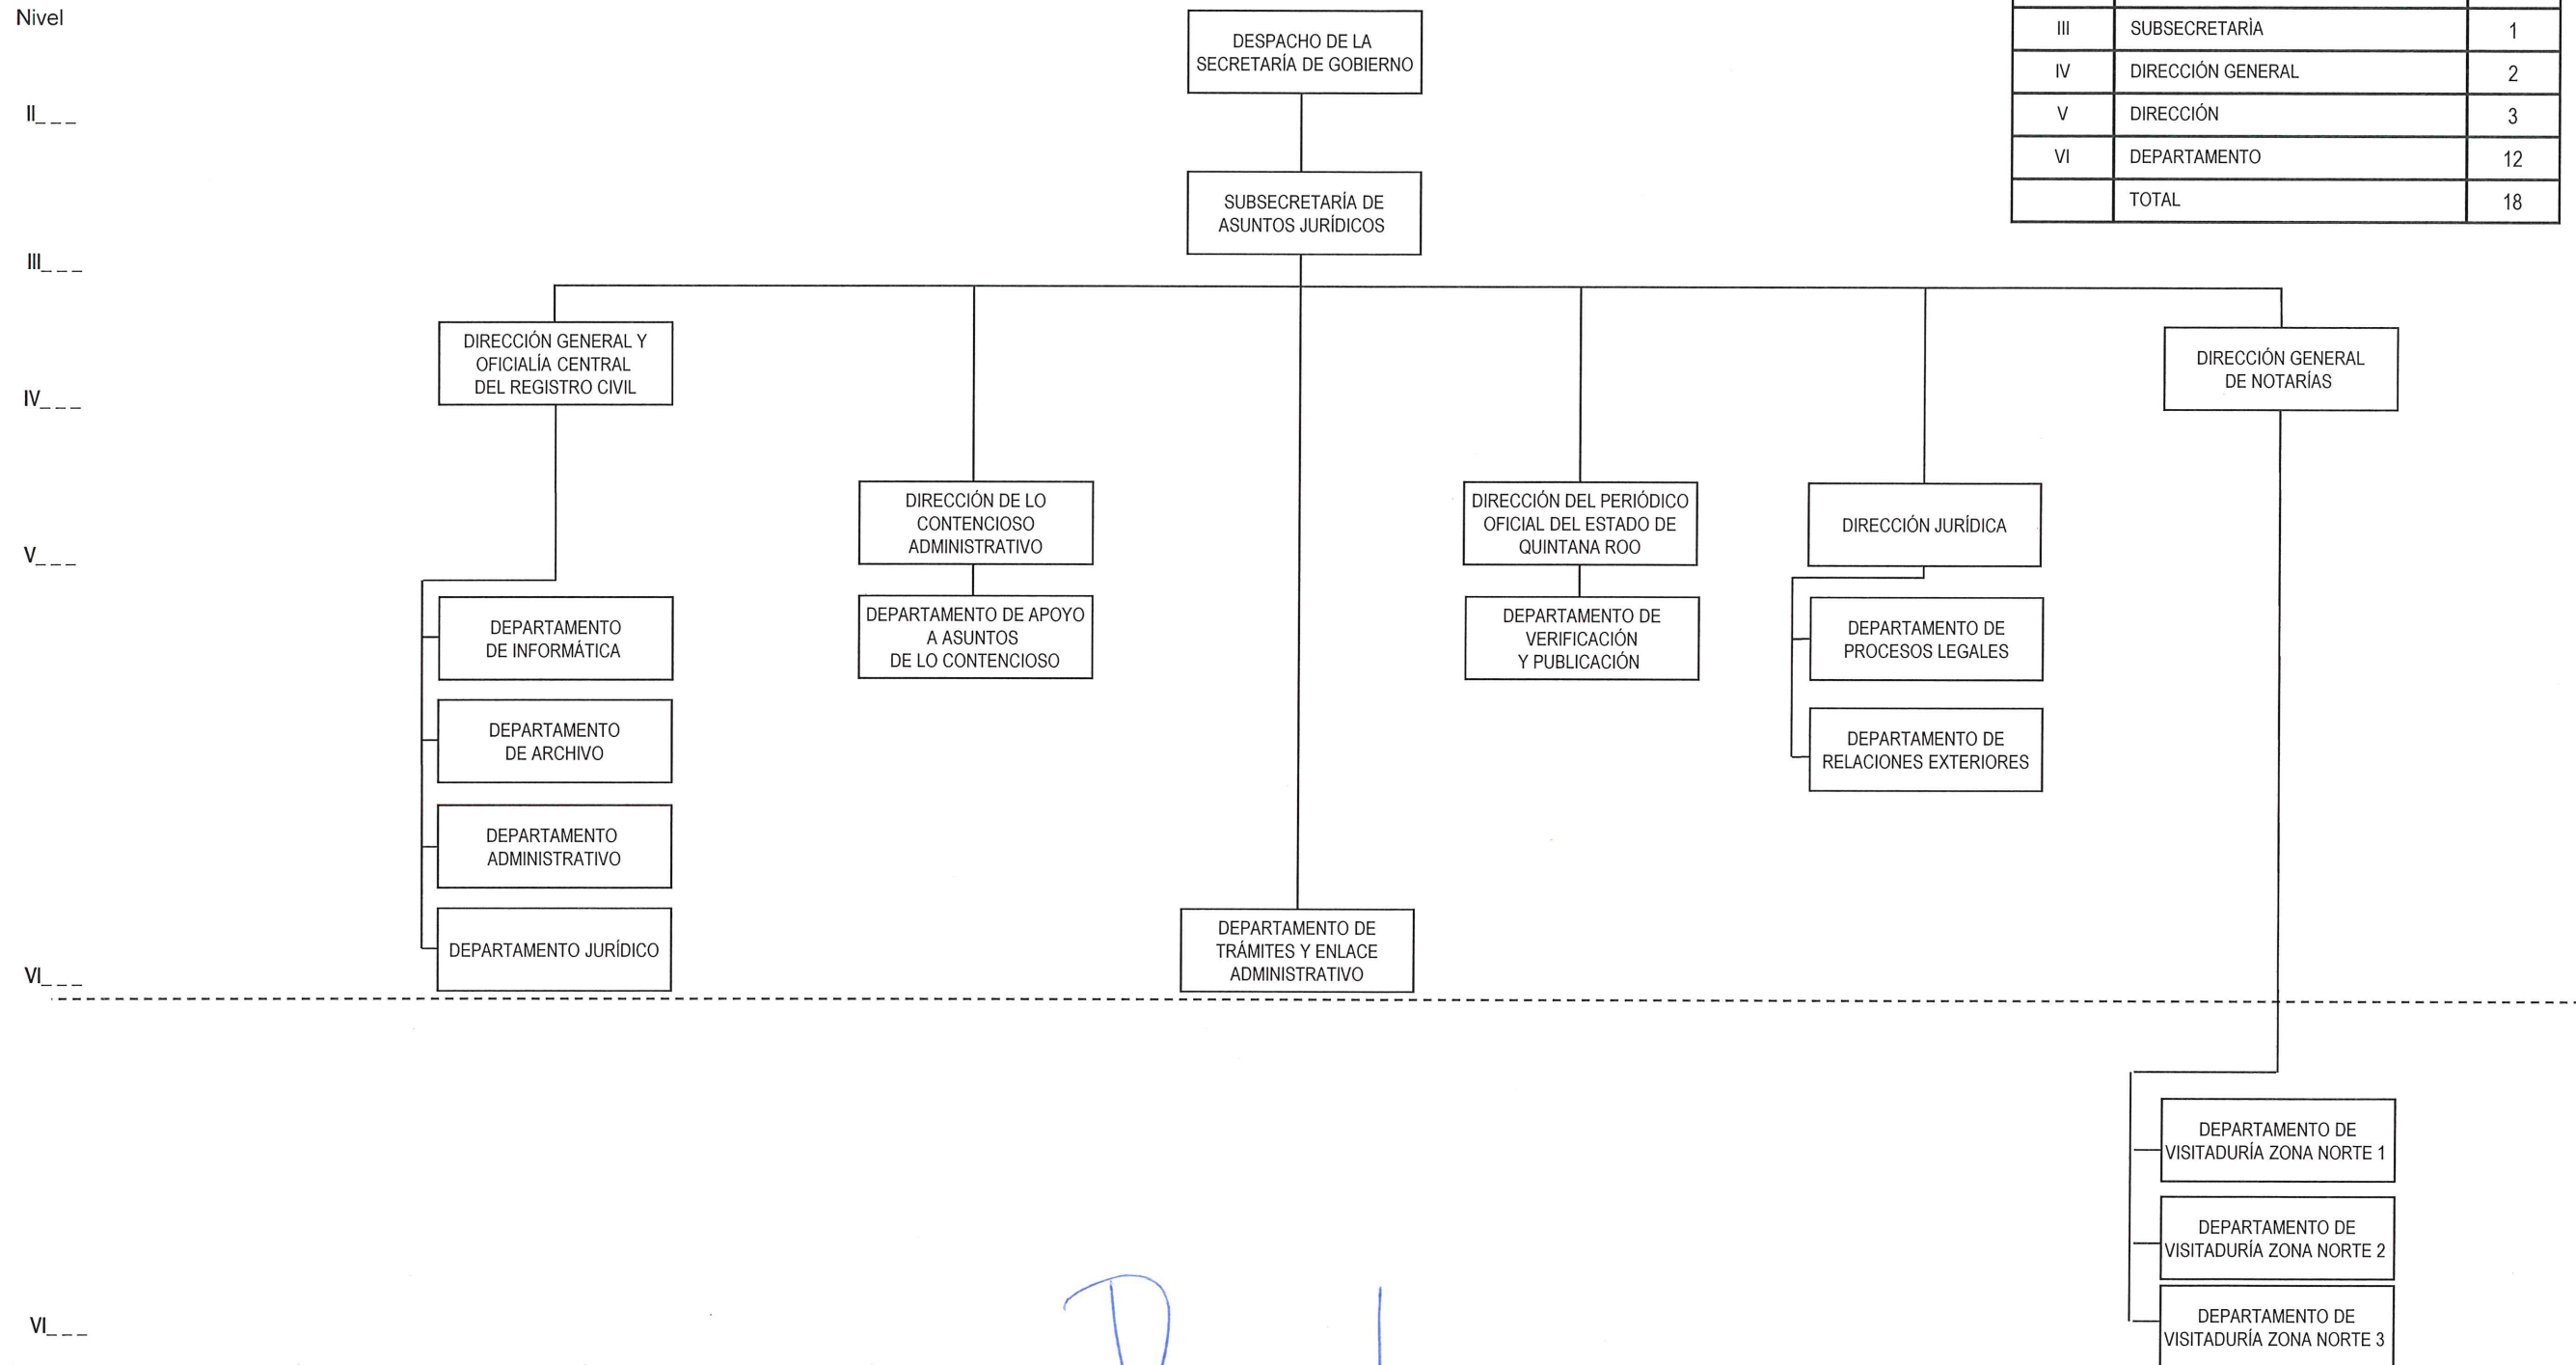 Nivel
DESPACHO DE LA
SECRETARÍA DE GOBIERNO
III SUBSECRETARÌA 1
IV DIRECCIÓN GENERAL 2
V DIRECCIÓN 3
VI DEPARTAMENTO 12
TOTAL 18
II_ _ _
SUBSECRETARÍA DE
ASUNTOS JURÍDICOS
III_ _ _
DIRECCIÓN GENERAL Y
OFICIALÍA CENTRAL
DEL REGISTRO CIVIL
DIRECCIÓN GENERAL
DE NOTARÍAS
IV_ _ _
DIRECCIÓN DE LO
CONTENCIOSO
ADMINISTRATIVO
DIRECCIÓN DEL PERIÓDICO
OFICIAL DEL ESTADO DE
QUINTANA ROO
DIRECCIÓN JURÍDICA
V_ _ _
DEPARTAMENTO
DE INFORMÁTICA
DEPARTAMENTO DE APOYO
A ASUNTOS
DE LO CONTENCIOSO
DEPARTAMENTO DE
VERIFICACIÓN
Y PUBLICACIÓN
DEPARTAMENTO DE
PROCESOS LEGALES
DEPARTAMENTO
DE ARCHIVO
DEPARTAMENTO DE
RELACIONES EXTERIORES
DEPARTAMENTO
ADMINISTRATIVO
DEPARTAMENTO JURÍDICO
DEPARTAMENTO DE
TRÁMITES Y ENLACE
ADMINISTRATIVO
VI_ _ _
DEPARTAMENTO DE
VISITADURÍA ZONA NORTE 1
DEPARTAMENTO DE
VISITADURÍA ZONA NORTE 2
DEPARTAMENTO DE
VISITADURÍA ZONA NORTE 3
VI_ _ _